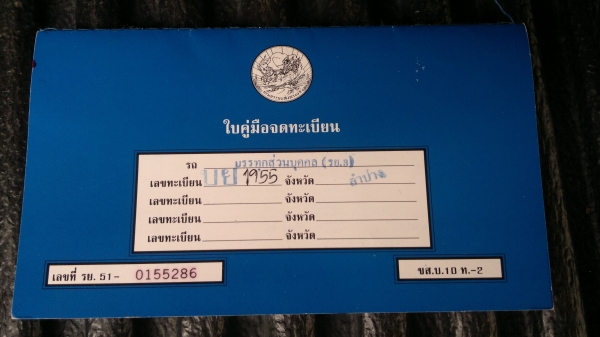 ใบคู่มือจดทะเบียน
รถ บรรทุกส่วนบุคคล (รย.3)
เลขทะเบียน บย 1955 จังหวัด ลำปาง
เลขทะเบียน จังหวัด
เลขทะเบียน จังหวัด
เลขทะเบียน จังหวัด
เลขที่ รย. 51- 0155286
ขส.บ.10 ท.-2